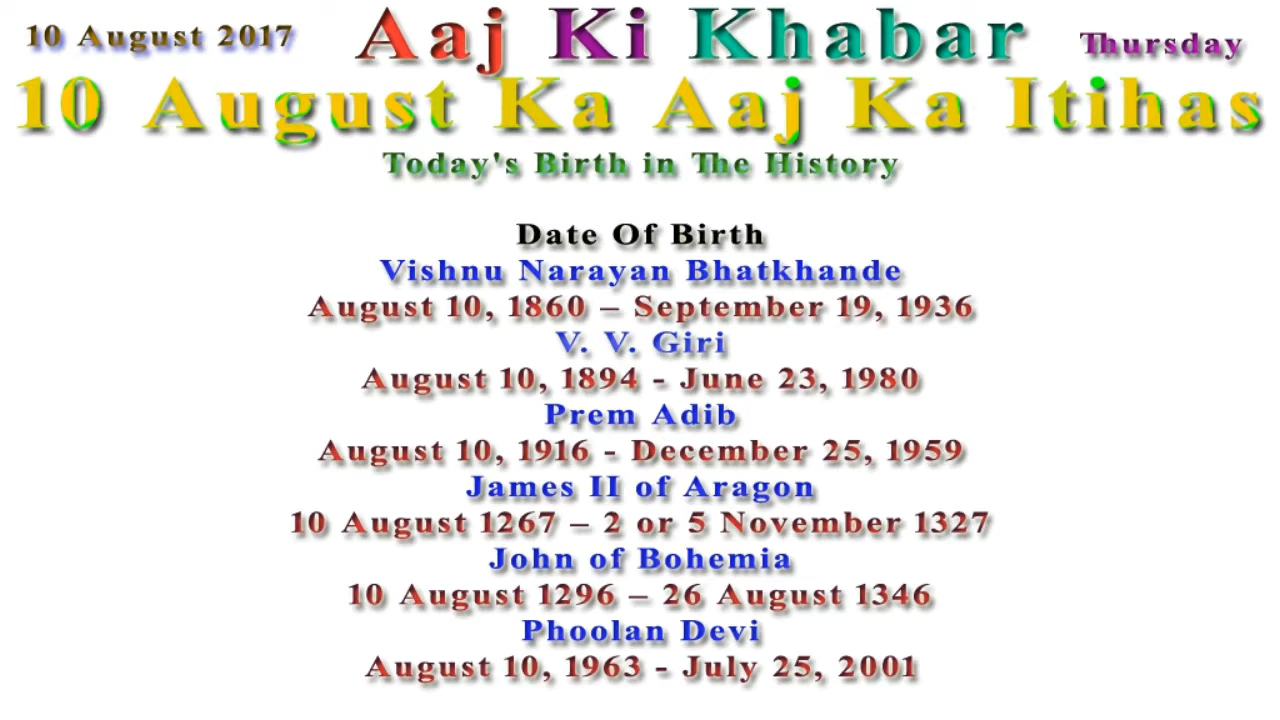 10 August 2017 Aaj Ki Khabar Thursday
10 August Ka Aaj Ka Itihas
Today's Birth in The History
Date Of Birth
Vishnu Narayan Bhatkhande
August 10, 1860 – September 19, 1936
V. V. Giri
August 10, 1894 - June 23, 1980
Prem Adib
August 10, 1916 - December 25, 1959
James II of Aragon
10 August 1267 – 2 or 5 November 1327
John of Bohemia
10 August 1296 – 26 August 1346
Phoolan Devi
August 10, 1963 - July 25, 2001